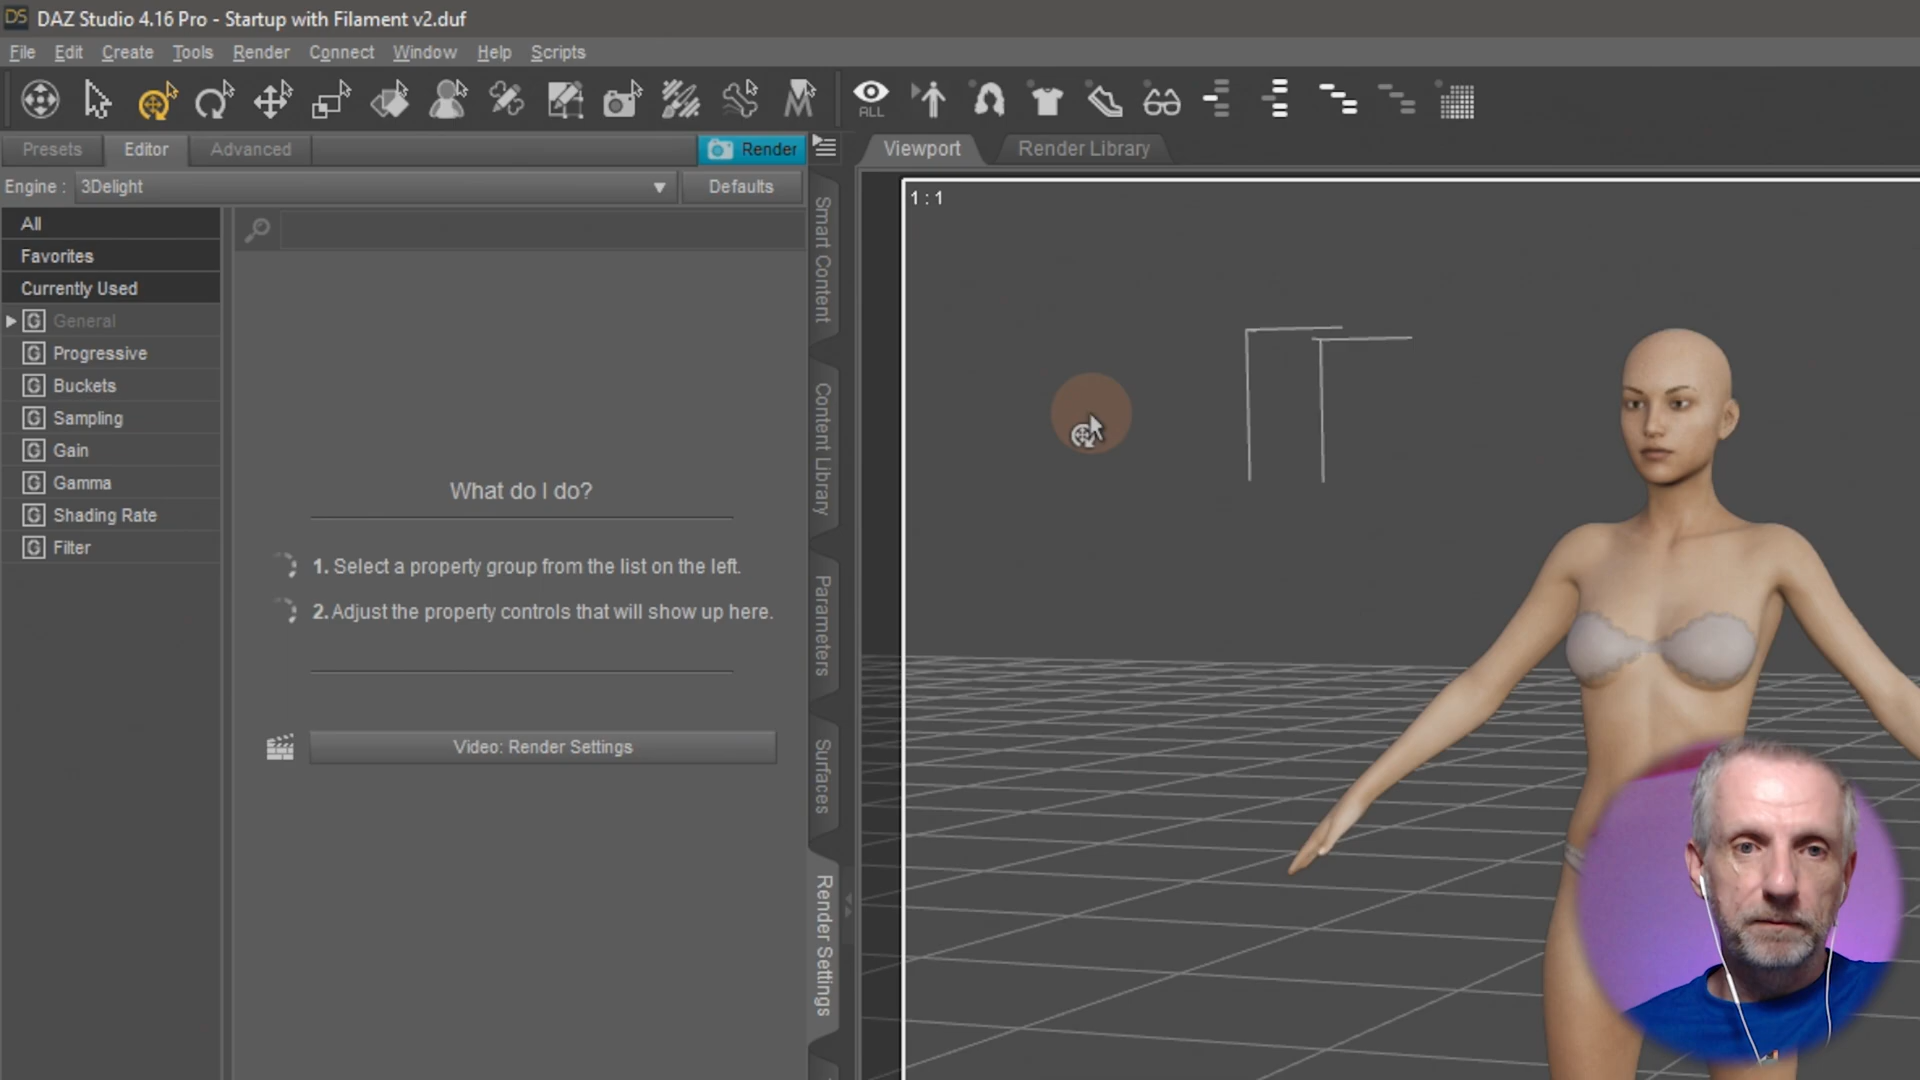 DS DAZ Studio 4.16 Pro - Startup with Filament v2.duf
File Edit Create Tools Render Connect Window Help Scripts
ALL
Presets Editor Advanced Render
Viewport Render Library
Engine : 3Delight Defaults
1 : 1
All
Favorites
Currently Used
G General
G Progressive
G Buckets
G Sampling
G Gain
G Gamma
G Shading Rate
G Filter
What do I do?
1. Select a property group from the list on the left.
2. Adjust the property controls that will show up here.
Video: Render Settings
Smart Content
Content Library
Parameters
Surfaces
Render Settings